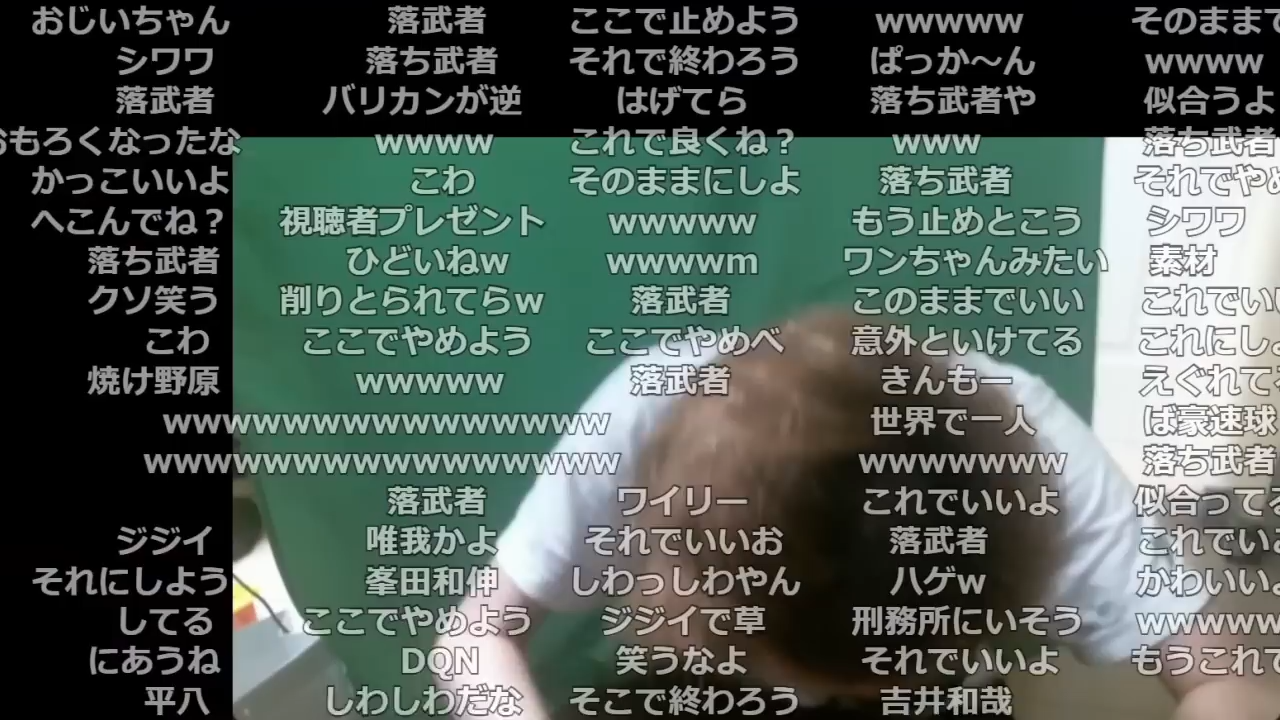 おじいちゃん 落武者 ここで止めよう wwwww そのままで
シワワ 落ち武者 それで終わろう ぱっか～ん wwww
落武者 バリカンが逆 はげてら 落ち武者や 似合うよ
おもろくなったな wwww これで良くね？ www 落ち武者
かっこいいよ こわ そのままにしよ 落ち武者 それでやめ
へこんでね？ 視聴者プレゼント wwwww もう止めとこう シワワ
落ち武者 ひどいねw wwwwm ワンちゃんみたい 素材
クソ笑う 削りとられてらw 落武者 このままでいい これでい
こわ ここでやめよう ここでやめべ 意外といけてる これにしよ
焼け野原 wwwww 落武者 きんもー えぐれて
wwwwwwwwwwwwwww 世界で一人 ば豪速球
wwwwwwwwwwwwwwww wwwwwww 落ち武者
落武者 ワイリー これでいいよ 似合ってる
ジジイ 唯我かよ それでいいお 落武者 これでい
それにしよう 峯田和伸 しわっしわやん ハゲw かわいい
してる ここでやめよう ジジイで草 刑務所にいそう wwwww
にあうね DQN 笑うなよ それでいいよ もうこれで
平八 しわしわだな そこで終わろう 吉井和哉